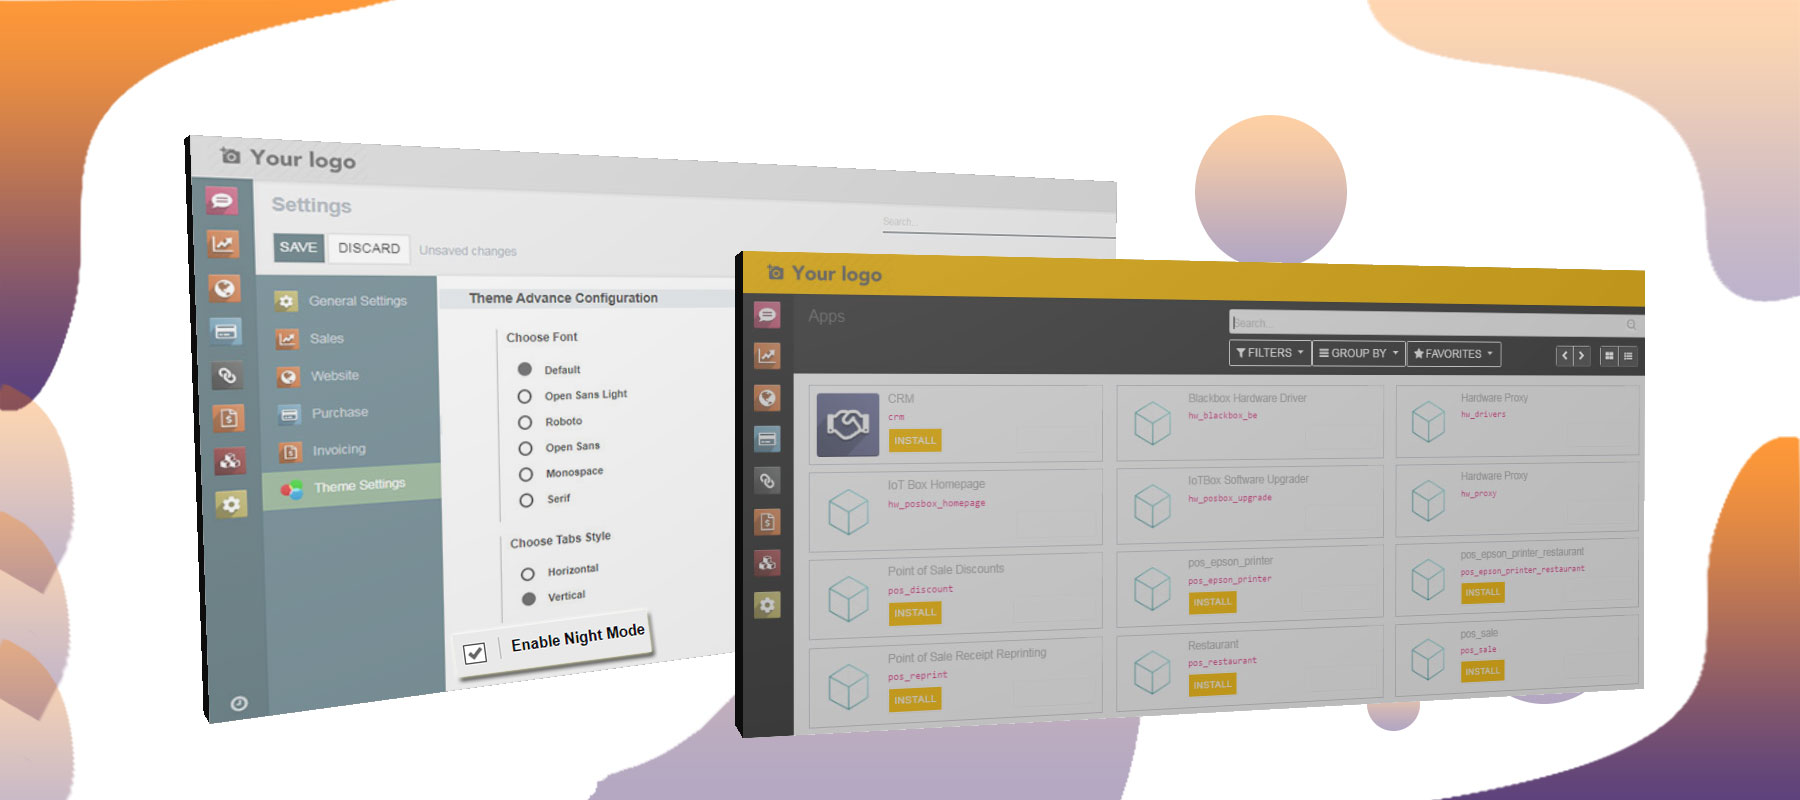 Your logo
Settings
Search...
SAVE DISCARD Unsaved changes
General Settings
Sales
Website
Purchase
Invoicing
Theme Settings
Theme Advance Configuration
Choose Font
Default
Open Sans Light
Roboto
Open Sans
Monospace
Serif
Choose Tabs Style
Horizontal
Vertical
Enable Night Mode
Your logo
Apps
Search...
FILTERS GROUP BY FAVORITES
CRM
crm
INSTALL
Blackbox Hardware Driver
hw_blackbox_be
Hardware Proxy
hw_drivers
IoT Box Homepage
hw_posbox_homepage
IoTBox Software Upgrader
hw_posbox_upgrade
Hardware Proxy
hw_proxy
Point of Sale Discounts
pos_discount
INSTALL
pos_epson_printer
pos_epson_printer
INSTALL
pos_epson_printer_restaurant
pos_epson_printer_restaurant
INSTALL
Point of Sale Receipt Reprinting
pos_reprint
INSTALL
Restaurant
pos_restaurant
INSTALL
pos_sale
pos_sale
INSTALL